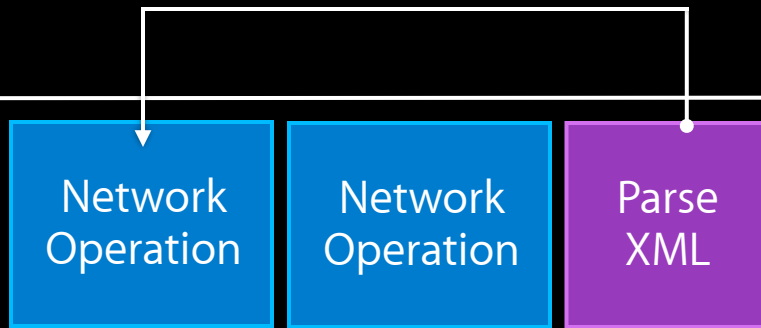 Network
Operation
Network
Operation
Parse
XML